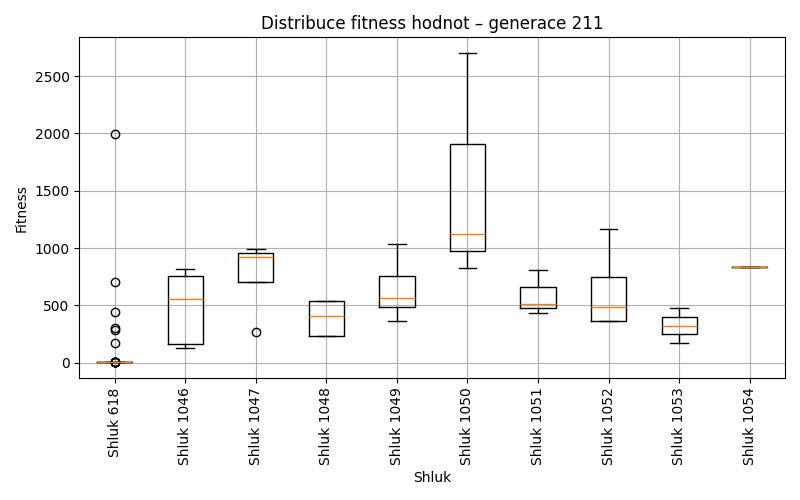 Distribuce fitness hodnot – generace 211
Fitness
2500
2000
1500
1000
500
0
Shluk 618
Shluk 1046
Shluk 1047
Shluk 1048
Shluk 1049
Shluk 1050
Shluk 1051
Shluk 1052
Shluk 1053
Shluk 1054
Shluk